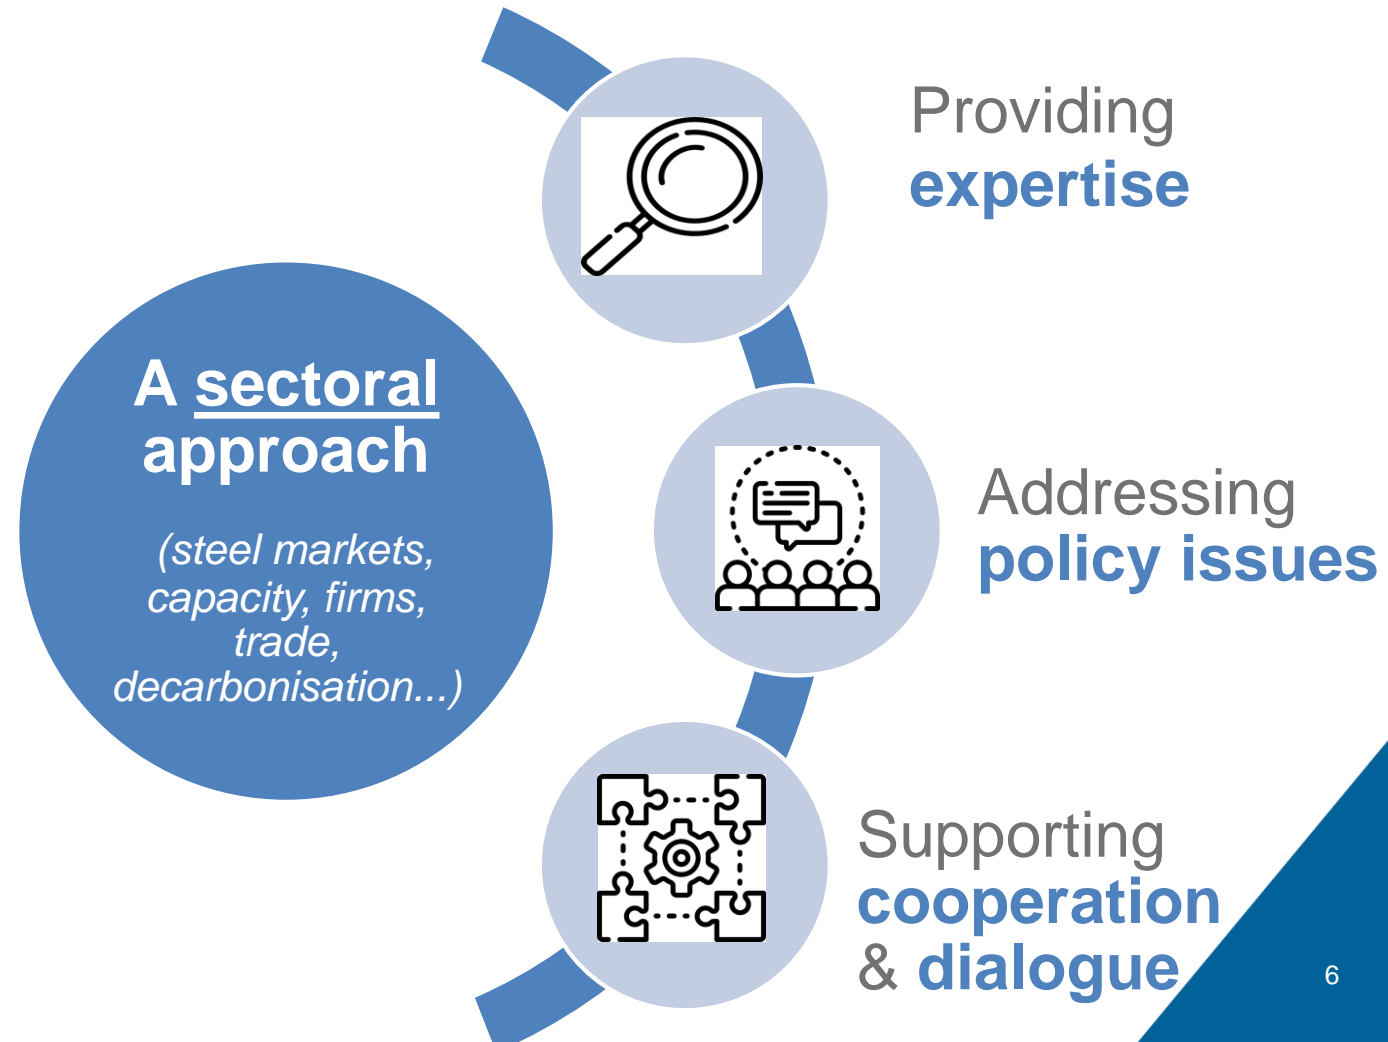 A sectoral
approach
(steel markets,
capacity, firms,
trade,
decarbonisation...)
Providing
expertise
Addressing
policy issues
Supporting
cooperation
& dialogue
6